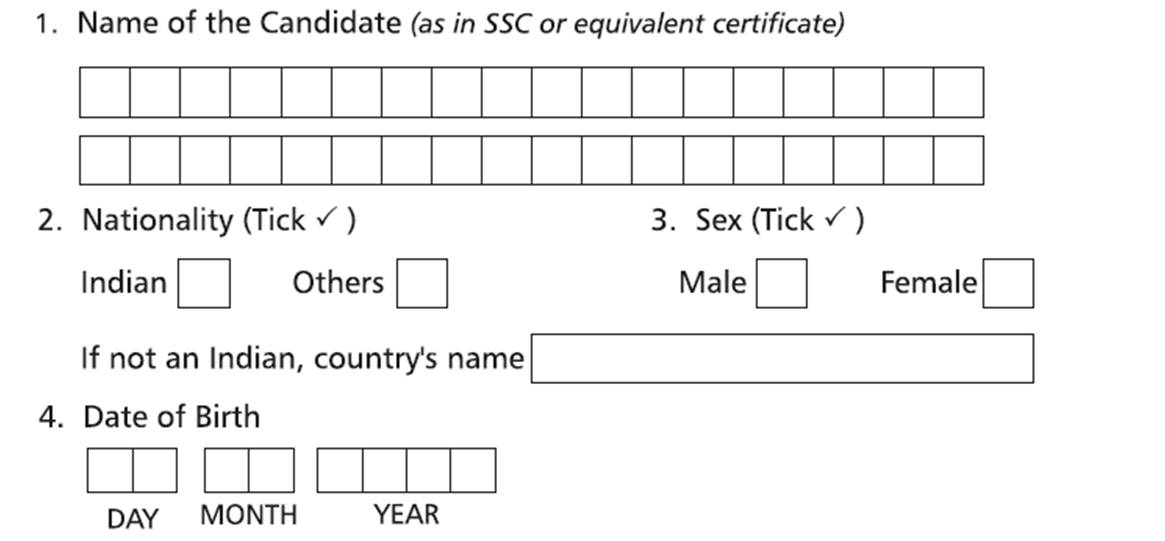 1. Name of the Candidate (as in SSC or equivalent certificate)
2. Nationality (Tick ✓ )
3. Sex (Tick ✓ )
Indian
Others
Male
Female
If not an Indian, country's name
4. Date of Birth
DAY
MONTH
YEAR